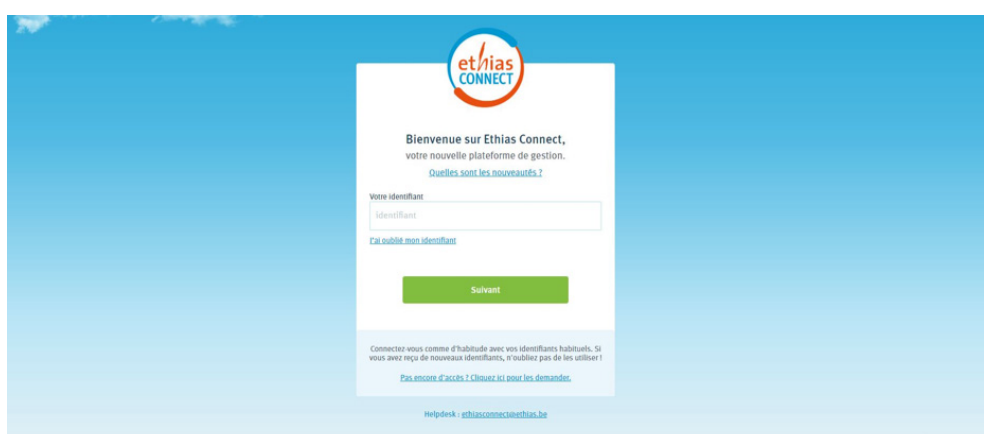 ethias
CONNECT
Bienvenue sur Ethias Connect,
votre nouvelle plateforme de gestion.
Quelles sont les nouveautés ?
Votre identifiant
identifiant
J'ai oublié mon identifiant
Suivant
Connectez-vous comme d'habitude avec vos identifiants habituels. Si
vous avez reçu de nouveaux identifiants, n'oubliez pas de les utiliser !
Pas encore d'accès ? Cliquez ici pour les demander.
Helpdesk : ethiasconnect@ethias.be